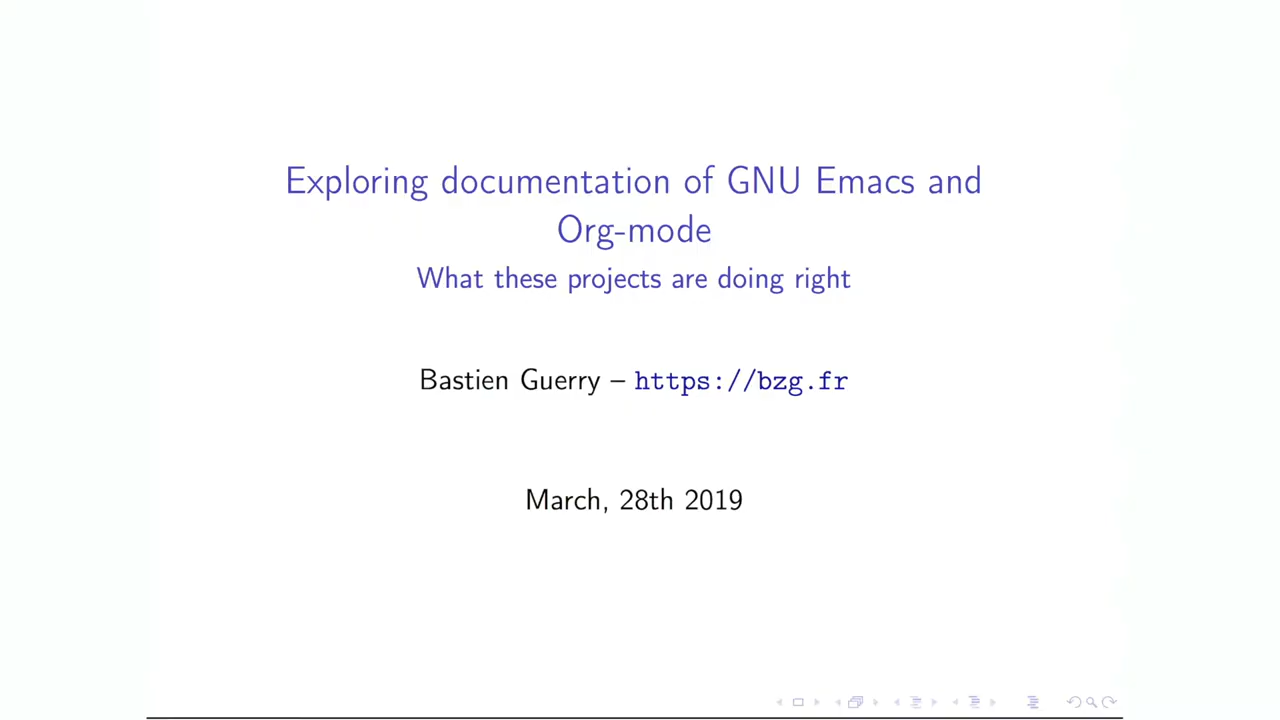 Exploring documentation of GNU Emacs and
Org-mode
What these projects are doing right
Bastien Guerry – https://bzg.fr
March, 28th 2019